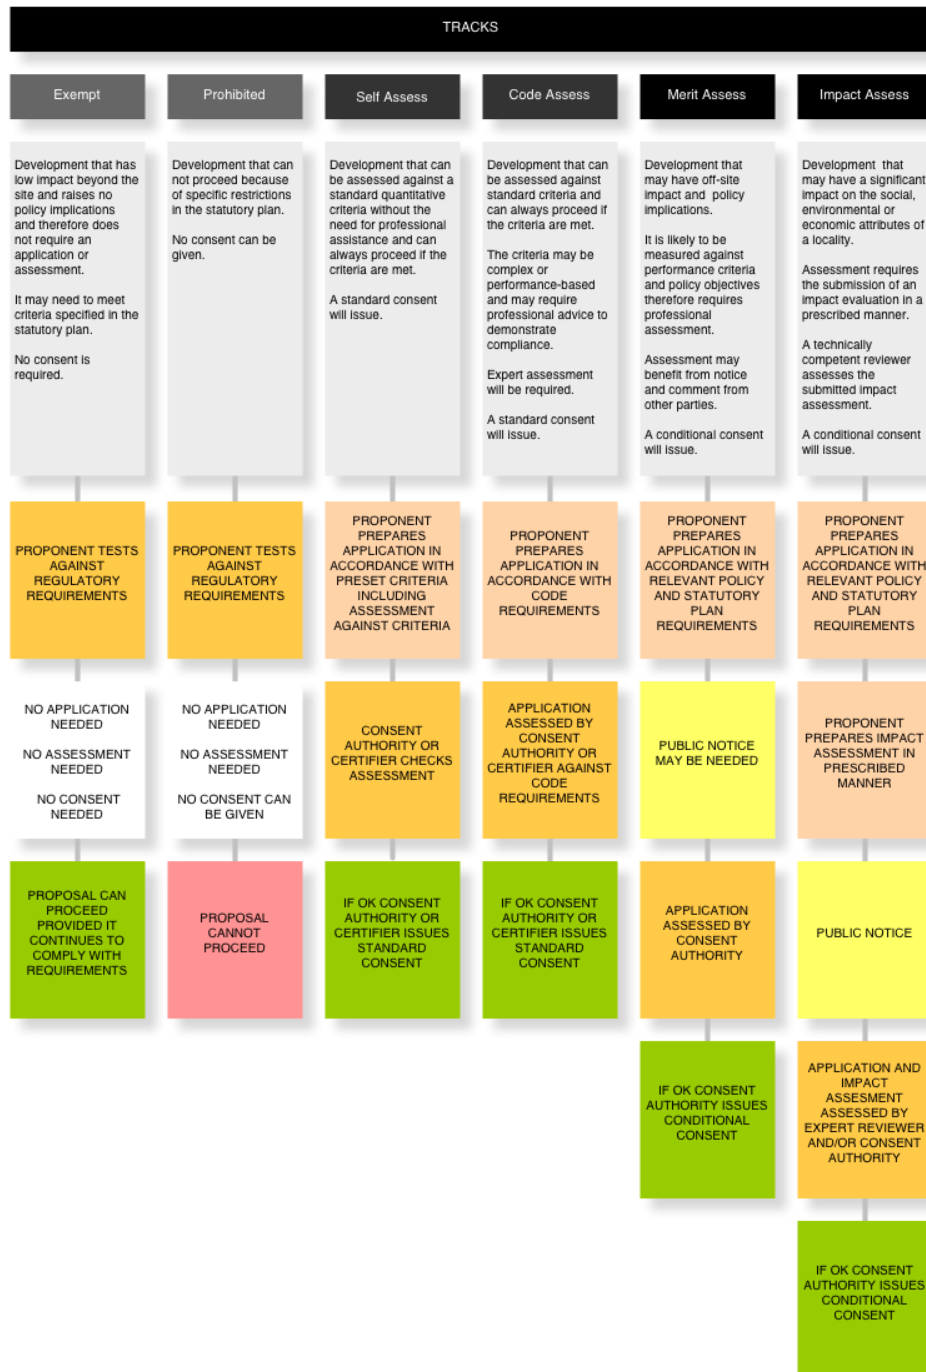 TRACKS
Exempt
Prohibited
Self Assess
Code Assess
Merit Assess
Impact Assess
Development that has
low impact beyond the
site and raises no
policy implications
and therefore does
not require an
application or
assessment.
It may need to meet
criteria specified in the
statutory plan.
No consent is
required.
Development that can
not proceed because
of specific restrictions
in the statutory plan.
No consent can be
given.
Development that can
be assessed against a
standard quantitative
criteria without the
need for professional
assistance and can
always proceed if the
criteria are met.
A standard consent
will issue.
Development that can
be assessed against
standard criteria and
can always proceed if
the criteria are met.
The criteria may be
complex or
performance-based
and may require
professional advice to
demonstrate
compliance.
Expert assessment
will be required.
A standard consent
will issue.
Development that
may have off-site
impact and policy
implications.
It is likely to be
measured against
performance criteria
and policy objectives
therefore requires
professional
assessment.
Assessment may
benefit from notice
and comment from
other parties.
A conditional consent
will issue.
Development that
may have a significant
impact on the social,
environmental or
economic attributes of
a locality.
Assessment requires
the submission of an
impact evaluation in a
prescribed manner.
A technically
competent reviewer
assesses the
submitted impact
assessment.
A conditional consent
will issue.
PROPONENT TESTS
AGAINST
REGULATORY
REQUIREMENTS
PROPONENT TESTS
AGAINST
REGULATORY
REQUIREMENTS
PROPONENT
PREPARES
APPLICATION IN
ACCORDANCE WITH
PRESET CRITERIA
INCLUDING
ASSESSMENT
AGAINST CRITERIA
PROPONENT
PREPARES
APPLICATION IN
ACCORDANCE WITH
CODE
REQUIREMENTS
PROPONENT
PREPARES
APPLICATION IN
ACCORDANCE WITH
RELEVANT POLICY
AND STATUTORY
PLAN
REQUIREMENTS
PROPONENT
PREPARES
APPLICATION IN
ACCORDANCE WITH
RELEVANT POLICY
AND STATUTORY
PLAN
REQUIREMENTS
NO APPLICATION
NEEDED
NO ASSESSMENT
NEEDED
NO CONSENT
NEEDED
NO APPLICATION
NEEDED
NO ASSESSMENT
NEEDED
NO CONSENT CAN
BE GIVEN
CONSENT
AUTHORITY OR
CERTIFIER CHECKS
ASSESSMENT
APPLICATION
ASSESSED BY
CONSENT
AUTHORITY OR
CERTIFIER AGAINST
CODE
REQUIREMENTS
PUBLIC NOTICE
MAY BE NEEDED
PROPONENT
PREPARES IMPACT
ASSESSMENT IN
PRESCRIBED
MANNER
PROPOSAL CAN
PROCEED
PROVIDED IT
CONTINUES TO
COMPLY WITH
REQUIREMENTS
PROPOSAL
CANNOT
PROCEED
IF OK CONSENT
AUTHORITY OR
CERTIFIER ISSUES
STANDARD
CONSENT
IF OK CONSENT
AUTHORITY OR
CERTIFIER ISSUES
STANDARD
CONSENT
APPLICATION
ASSESSED BY
CONSENT
AUTHORITY
PUBLIC NOTICE
IF OK CONSENT
AUTHORITY ISSUES
CONDITIONAL
CONSENT
APPLICATION AND
IMPACT
ASSESMENT
ASSESSED BY
EXPERT REVIEWER
AND/OR CONSENT
AUTHORITY
IF OK CONSENT
AUTHORITY ISSUES
CONDITIONAL
CONSENT